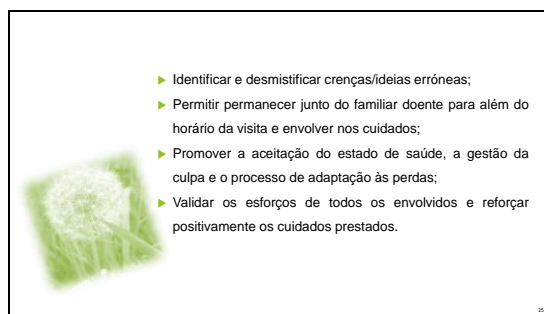 Identificar e desmistificar crenças/ideias erróneas;
Permitir permanecer junto do familiar doente para além do
horário da visita e envolver nos cuidados;
Promover a aceitação do estado de saúde, a gestão da
culpa e o processo de adaptação às perdas;
Validar os esforços de todos os envolvidos e reforçar
positivamente os cuidados prestados.
25